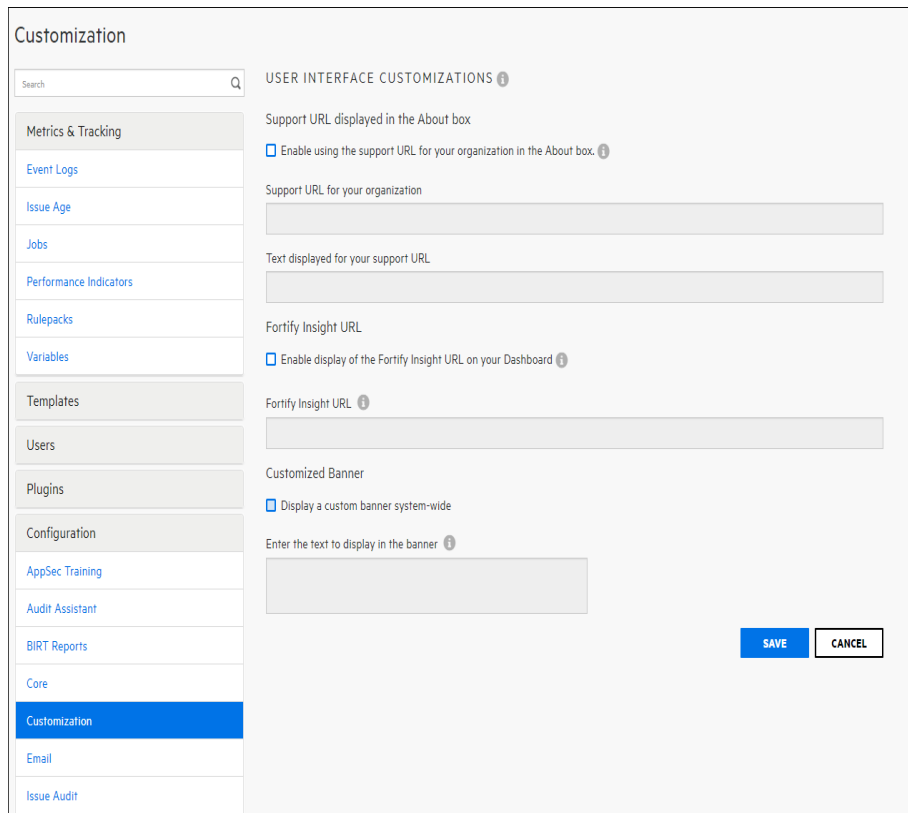 Customization
Search
Metrics & Tracking
Event Logs
Issue Age
Jobs
Performance Indicators
Rulepacks
Variables
Templates
Users
Plugins
Configuration
AppSec Training
Audit Assistant
BIRT Reports
Core
Customization
Email
Issue Audit
USER INTERFACE CUSTOMIZATIONS
Support URL displayed in the About box
Enable using the support URL for your organization in the About box.
Support URL for your organization
Text displayed for your support URL
Fortify Insight URL
Enable display of the Fortify Insight URL on your Dashboard
Fortify Insight URL
Customized Banner
Display a custom banner system-wide
Enter the text to display in the banner
SAVE
CANCEL